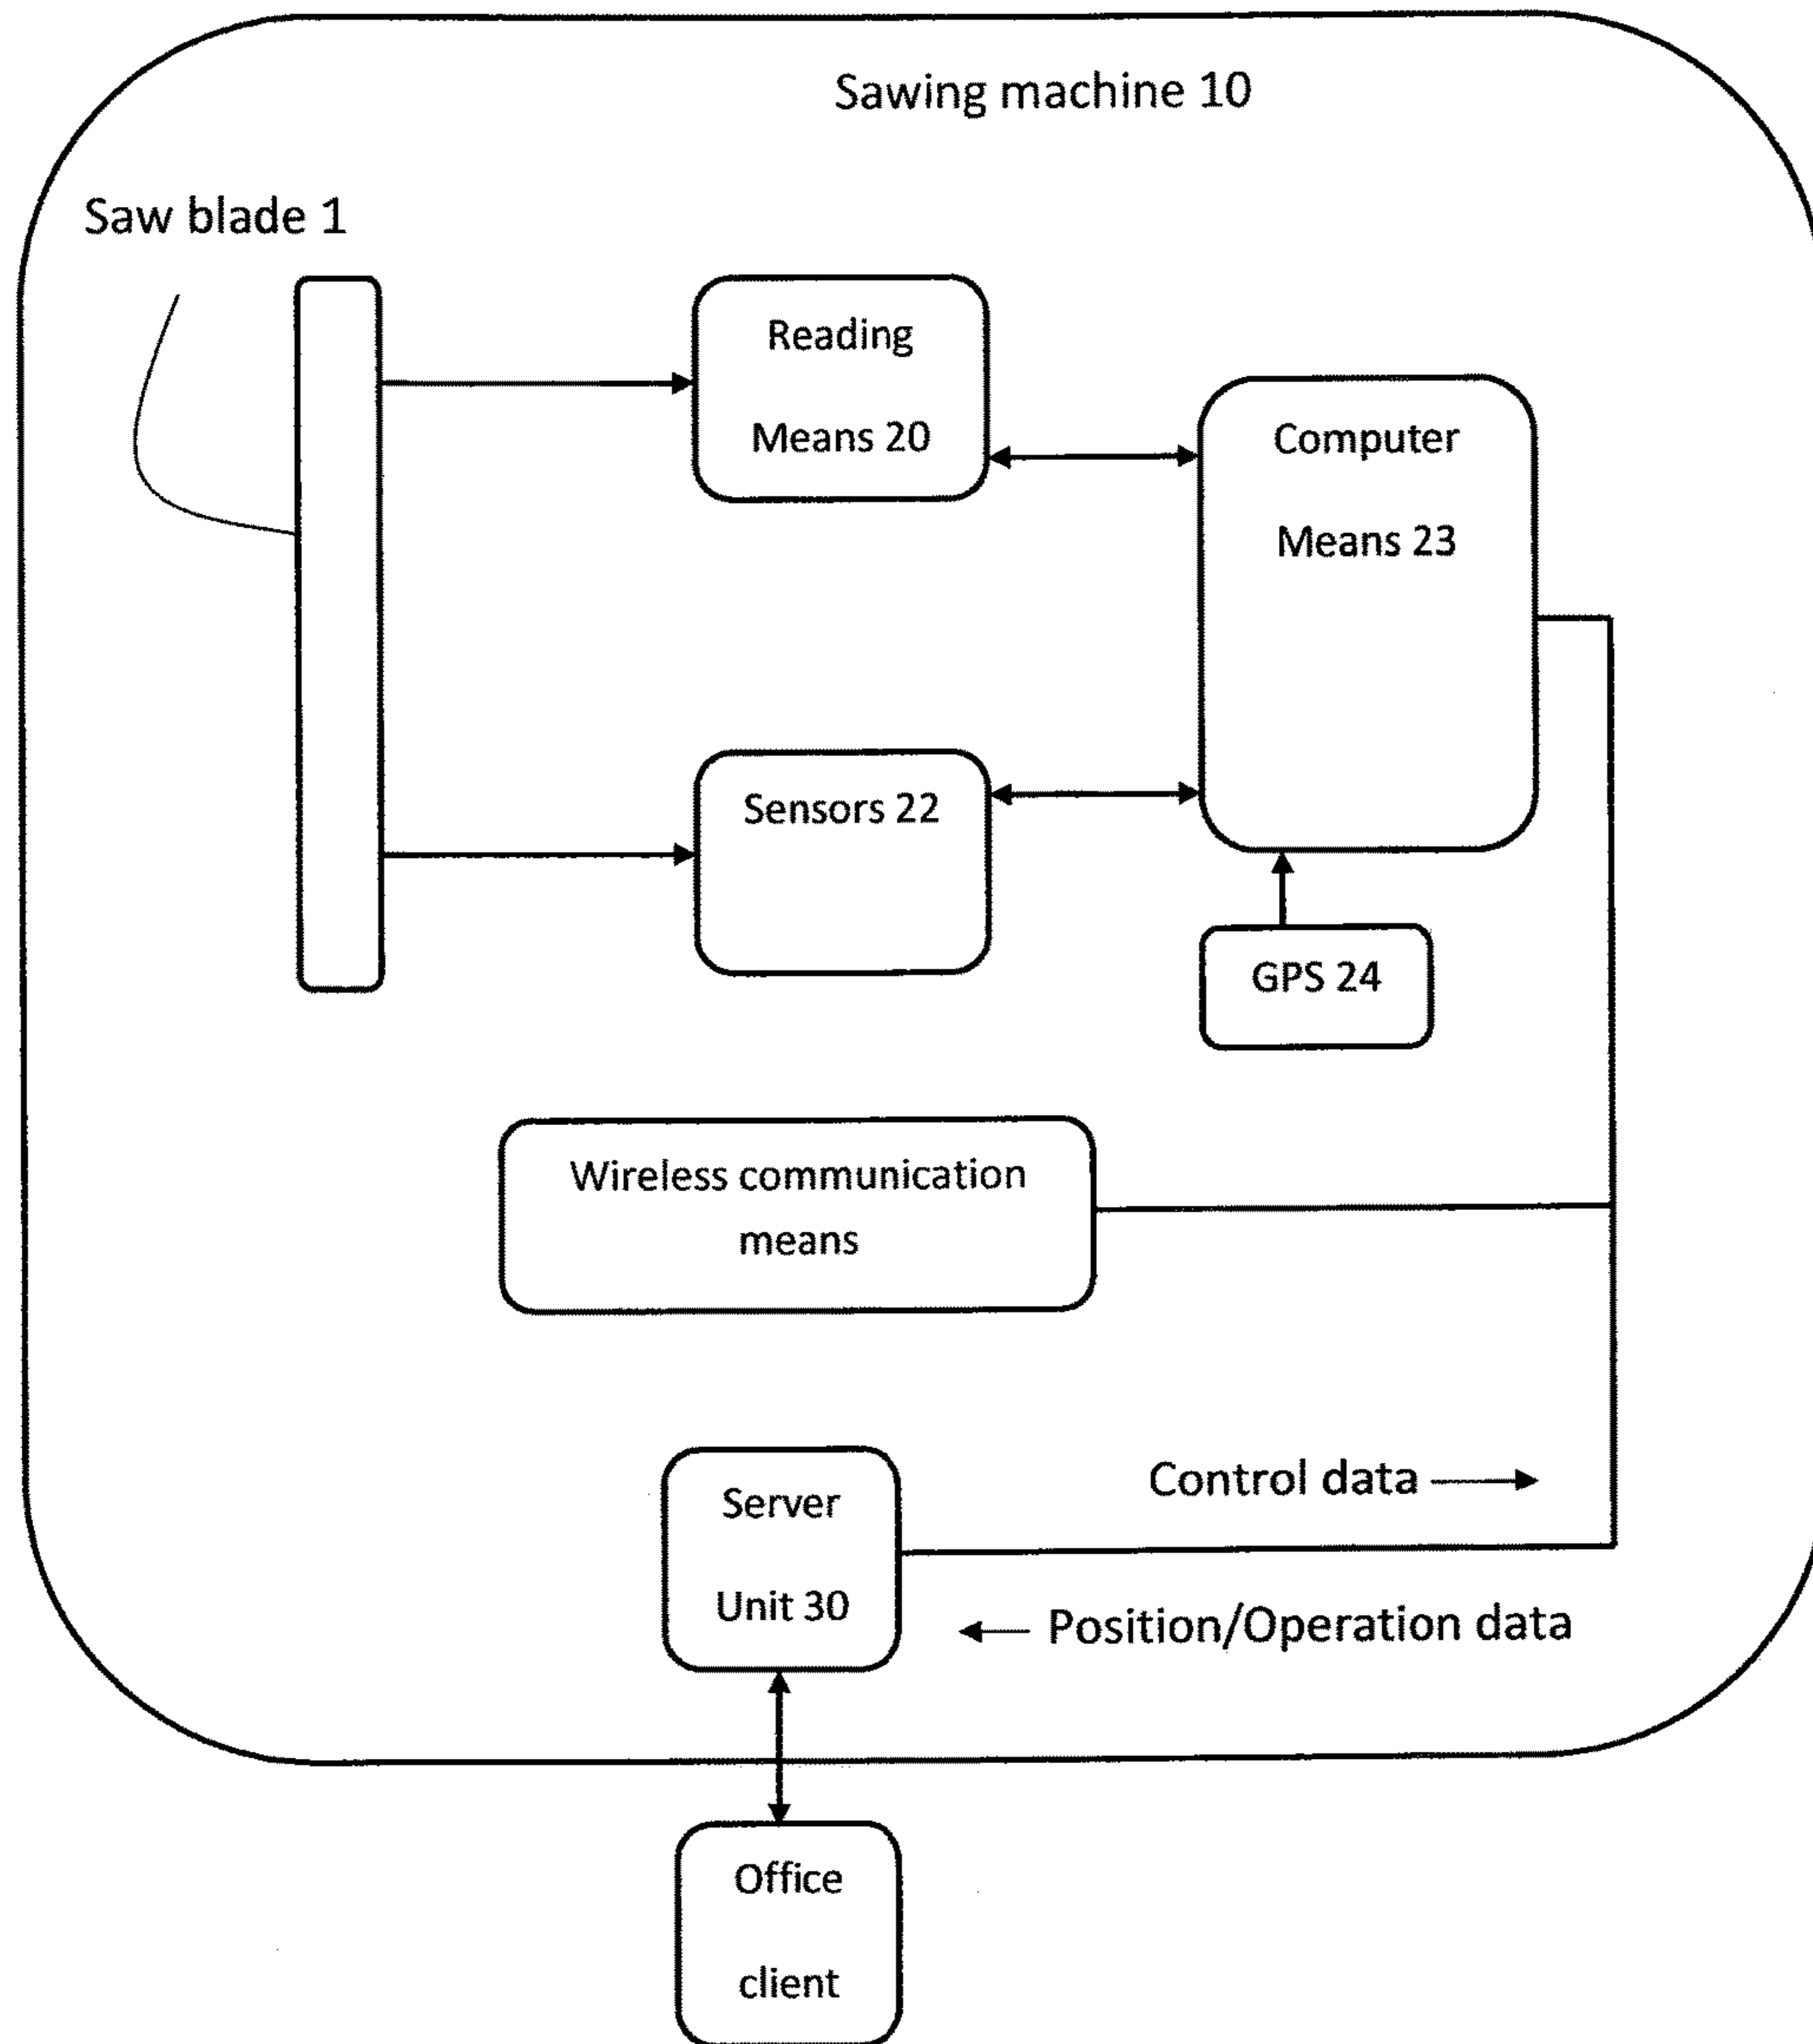 Sawing machine 10
Saw blade 1
Reading
Means 20
Computer
Means 23
Sensors 22
GPS 24
Wireless communication
means
Server
Unit 30
Control data
Position/Operation data
Office
client